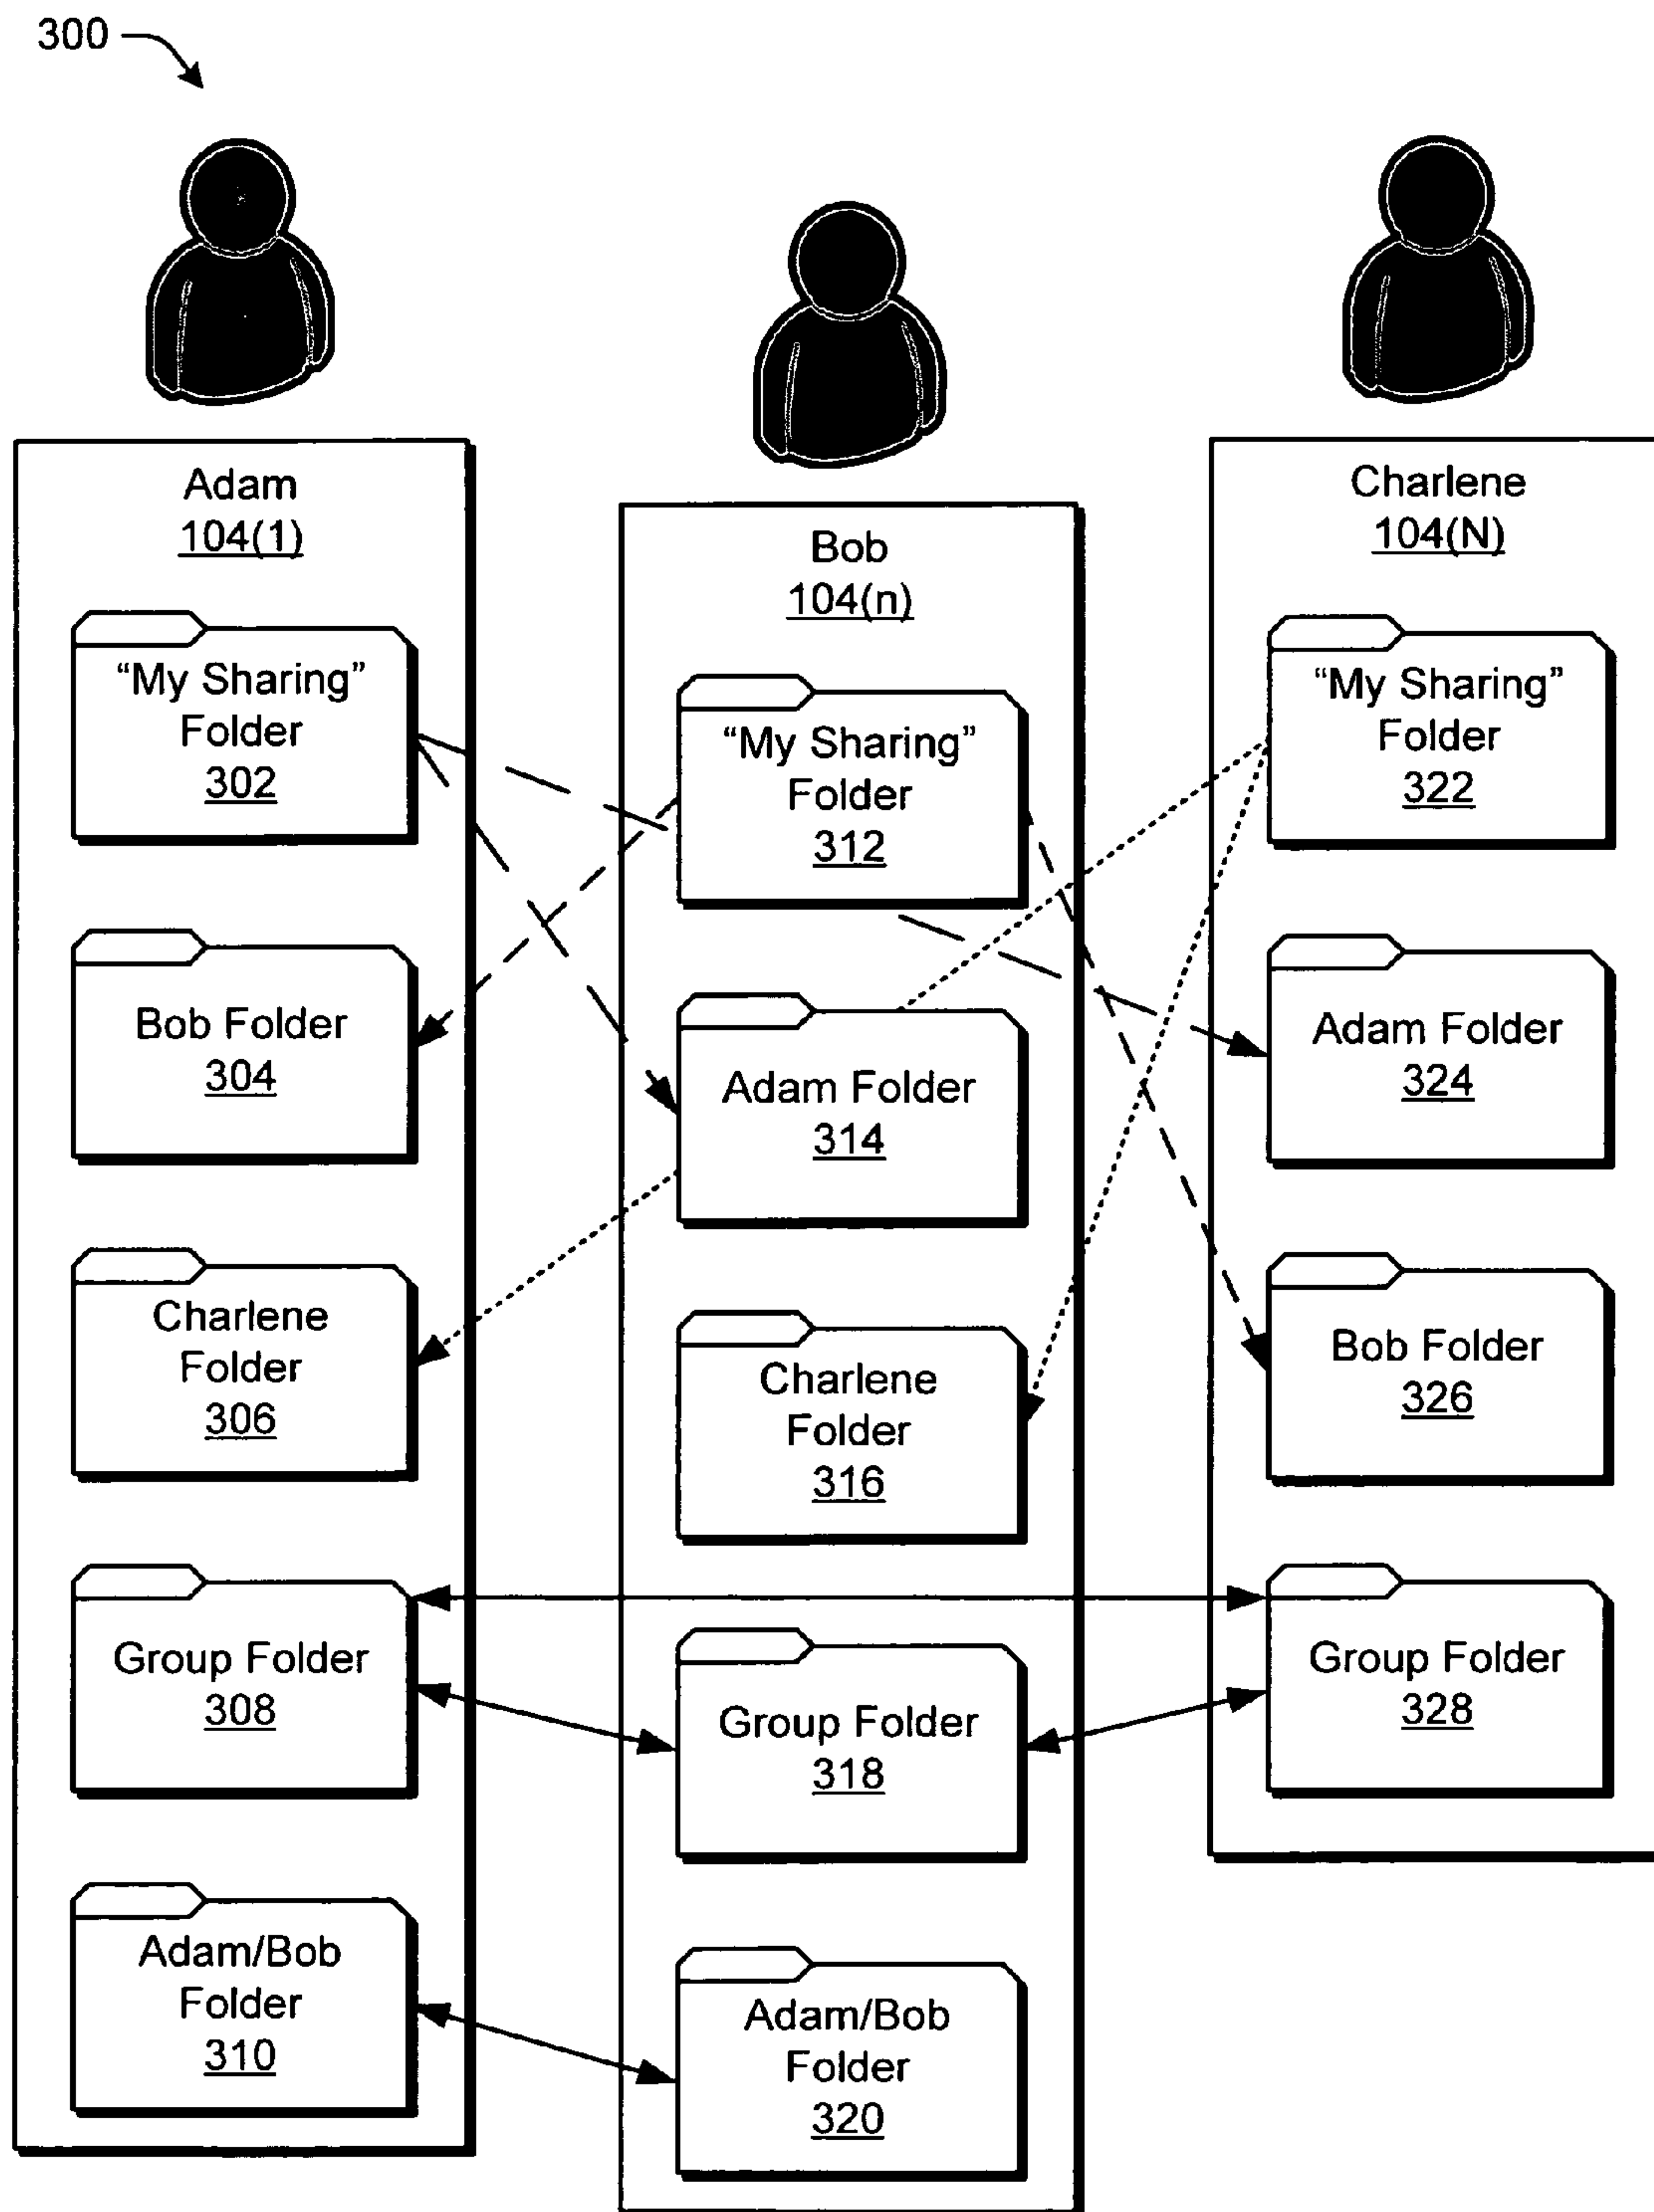 300
Adam
104(1)
“My Sharing”
Folder
302
Bob Folder
304
Charlene
Folder
306
Group Folder
308
Adam/Bob
Folder
310
Bob
104(n)
“My Sharing”
Folder
312
Adam Folder
314
Charlene
Folder
316
Group Folder
318
Adam/Bob
Folder
320
Charlene
104(N)
“My Sharing”
Folder
322
Adam Folder
324
Bob Folder
326
Group Folder
328